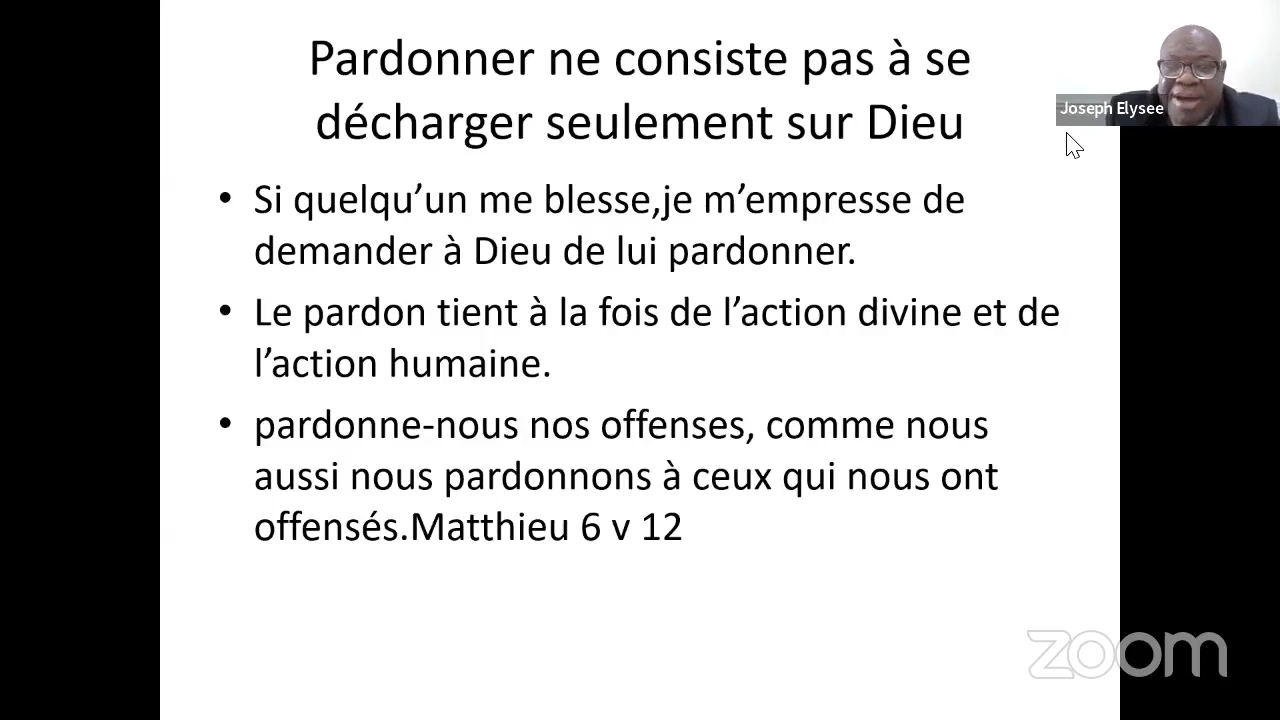 Pardonner ne consiste pas à se
décharger seulement sur Dieu
Joseph Elysee
• Si quelqu’un me blesse,je m’empresse de
demander à Dieu de lui pardonner.
• Le pardon tient à la fois de l’action divine et de
l’action humaine.
• pardonne-nous nos offenses, comme nous
aussi nous pardonnons à ceux qui nous ont
offensés.Matthieu 6 v 12
zoom